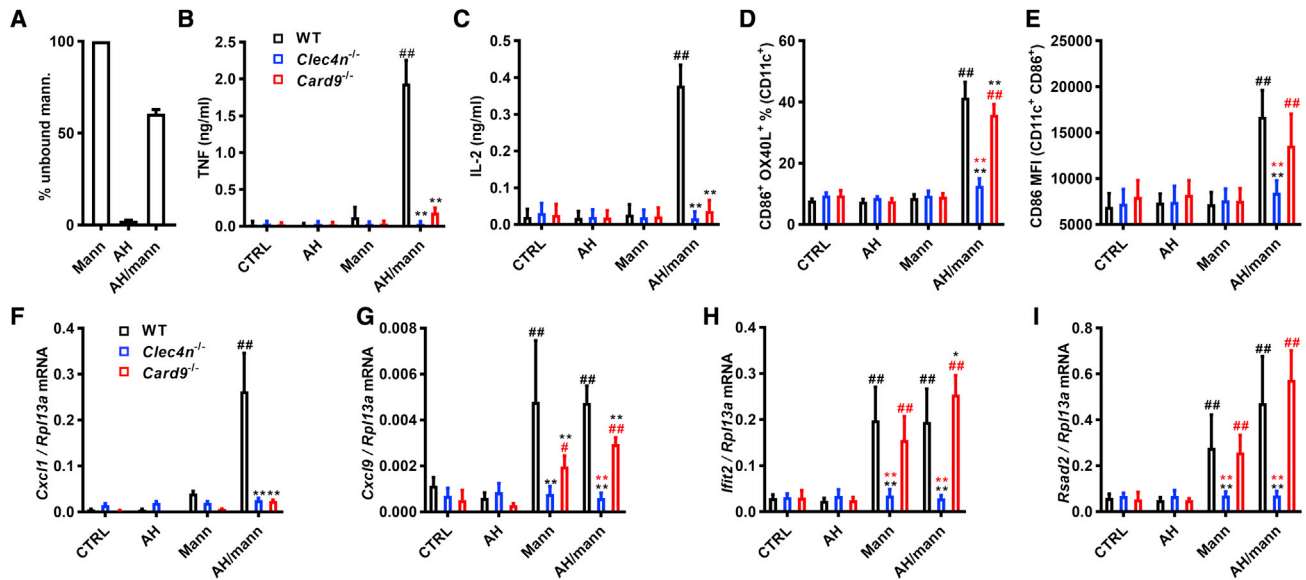 A
% unbound mann.
100
50
0
Mann
AH
AH/mann
B
TNF (ng/ml)
2.5
2.0
1.5
1.0
0.5
0.0
WT
Clec4n-/-
Card9-/-
##
**
**
CTRL
AH
Mann
AH/mann
C
IL-2 (ng/ml)
0.5
0.4
0.3
0.2
0.1
0.0
##
**
**
CTRL
AH
Mann
AH/mann
D
CD86+ OX40L+ % (CD11c+)
60
40
20
0
##
**
##
**
**
CTRL
AH
Mann
AH/mann
E
CD86 MFI (CD11c+ CD86+)
25000
20000
15000
10000
5000
##
##
**
**
CTRL
AH
Mann
AH/mann
F
Cxcl1 / Rpl13a mRNA
0.4
0.3
0.2
0.1
0.0
WT
Clec4n-/-
Card9-/-
##
** **
CTRL
AH
Mann
AH/mann
G
Cxcl9 / Rpl13a mRNA
0.008
0.006
0.004
0.002
0.000
##
**
**
#
##
**
**
**
##
CTRL
AH
Mann
AH/mann
H
Ifit2 / Rpl13a mRNA
0.4
0.3
0.2
0.1
0.0
##
**
**
##
##
**
**
*
##
CTRL
AH
Mann
AH/mann
I
Rsad2 / Rpl13a mRNA
0.8
0.6
0.4
0.2
0.0
##
**
**
##
##
**
**
##
CTRL
AH
Mann
AH/mann